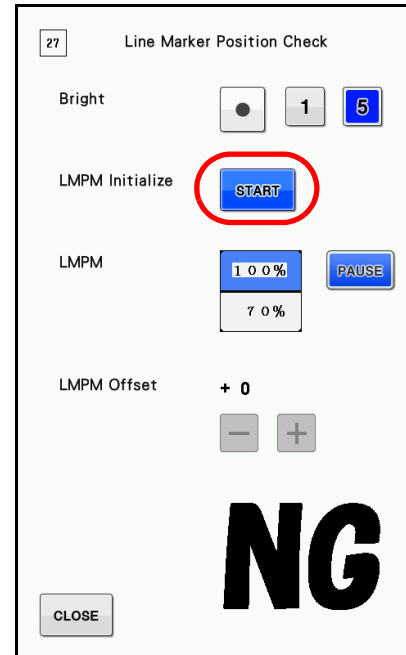 27 Line Marker Position Check
Bright ● 1 5
LMPM Initialize START
LMPM 100% PAUSE
70%
LMPM Offset + 0
− +
NG
CLOSE